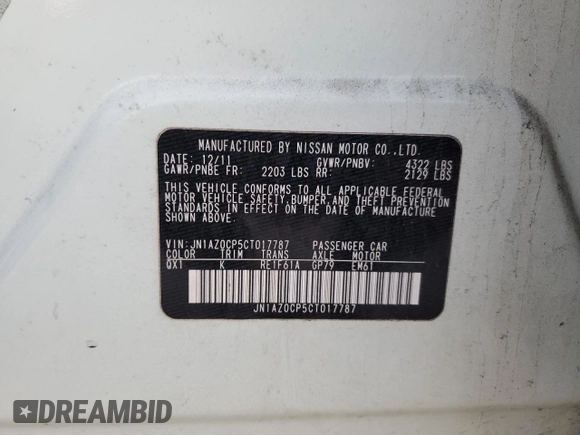 MANUFACTURED BY NISSAN MOTOR CO.,LTD.
DATE: 12/11 GVWR/PNBV: 4322 LBS
GAWR/PNBE FR: 2203 LBS RR: 2129 LBS
THIS VEHICLE CONFORMS TO ALL APPLICABLE FEDERAL
MOTOR VEHICLE SAFETY,BUMPER,AND THEFT PREVENTION
STANDARDS IN EFFECT ON THE DATE OF MANUFACTURE
SHOWN ABOVE.
VIN:JN1AZ0CP5CT017787 PASSENGER CAR
COLOR TRIM TRANS AXLE MOTOR
QX1 K RE1F61A GP79 EM61
JN1AZ0CP5CT017787
DREAMBID